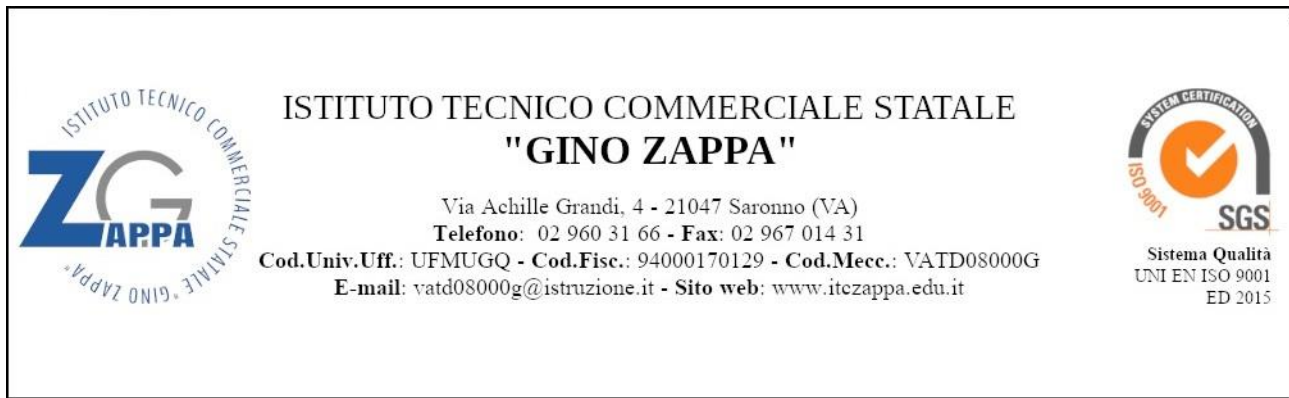 ISTITUTO TECNICO COMMERCIALE STATALE "GINO ZAPPA"
ZG
APPA
ISTITUTO TECNICO COMMERCIALE STATALE
"GINO ZAPPA"
Via Achille Grandi, 4 - 21047 Saronno (VA)
Telefono: 02 960 31 66 - Fax: 02 967 014 31
Cod.Univ.Uff.: UFMUGQ - Cod.Fisc.: 94000170129 - Cod.Mecc.: VATD08000G
E-mail: vatd08000g@istruzione.it - Sito web: www.itczappa.edu.it
SYSTEM CERTIFICATION
ISO 9001
SGS
Sistema Qualità
UNI EN ISO 9001
ED 2015